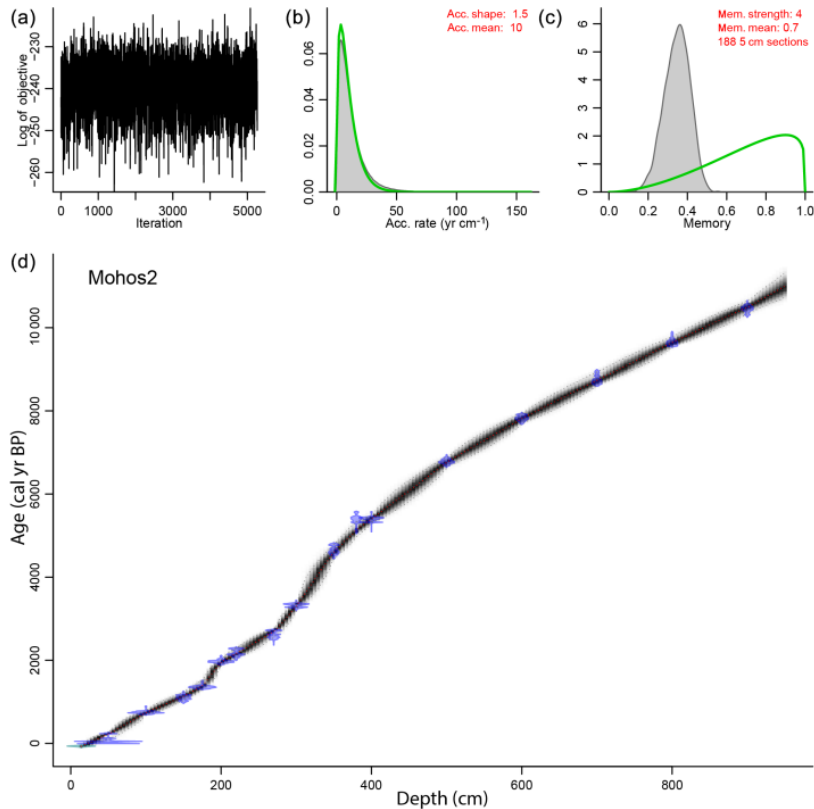 (a)
Log of objective
-260
-250
-240
-230
0 1000 3000 5000
Iteration
(b)
Acc. shape: 1.5
Acc. mean: 10
0.00 0.02 0.04 0.06
0 50 100 150
Acc. rate (yr cm⁻¹)
(c)
Mem. strength: 4
Mem. mean: 0.7
188 5 cm sections
0 1 2 3 4 5 6
0.0 0.2 0.4 0.6 0.8 1.0
Memory
(d)
Mohos2
Age (cal yr BP)
0 2000 4000 6000 8000 10 000
0 200 400 600 800
Depth (cm)